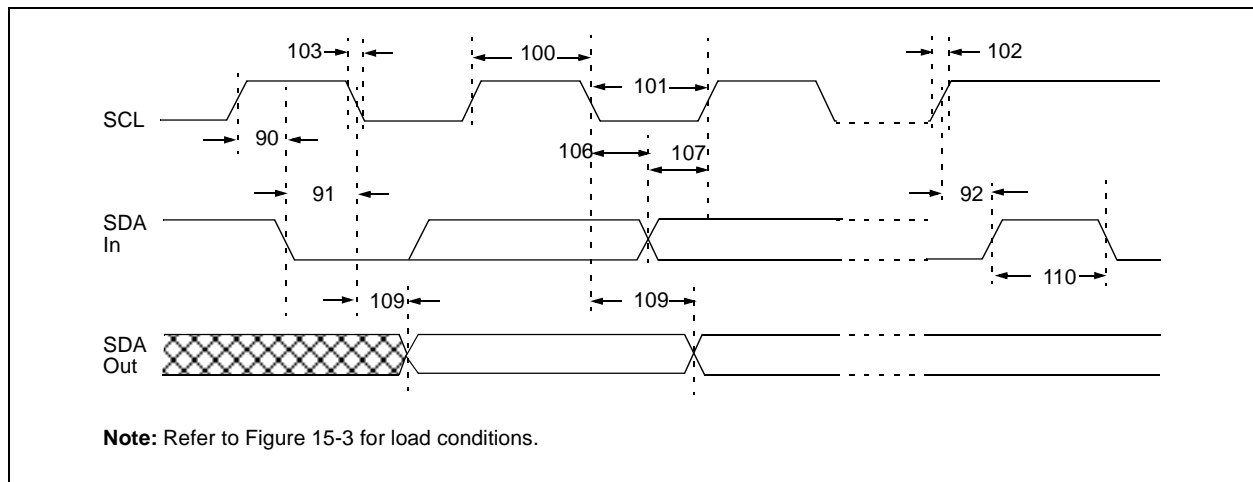 103
100
102
101
SCL
90
106
107
91
92
SDA
In
110
109
109
SDA
Out
Note: Refer to Figure 15-3 for load conditions.